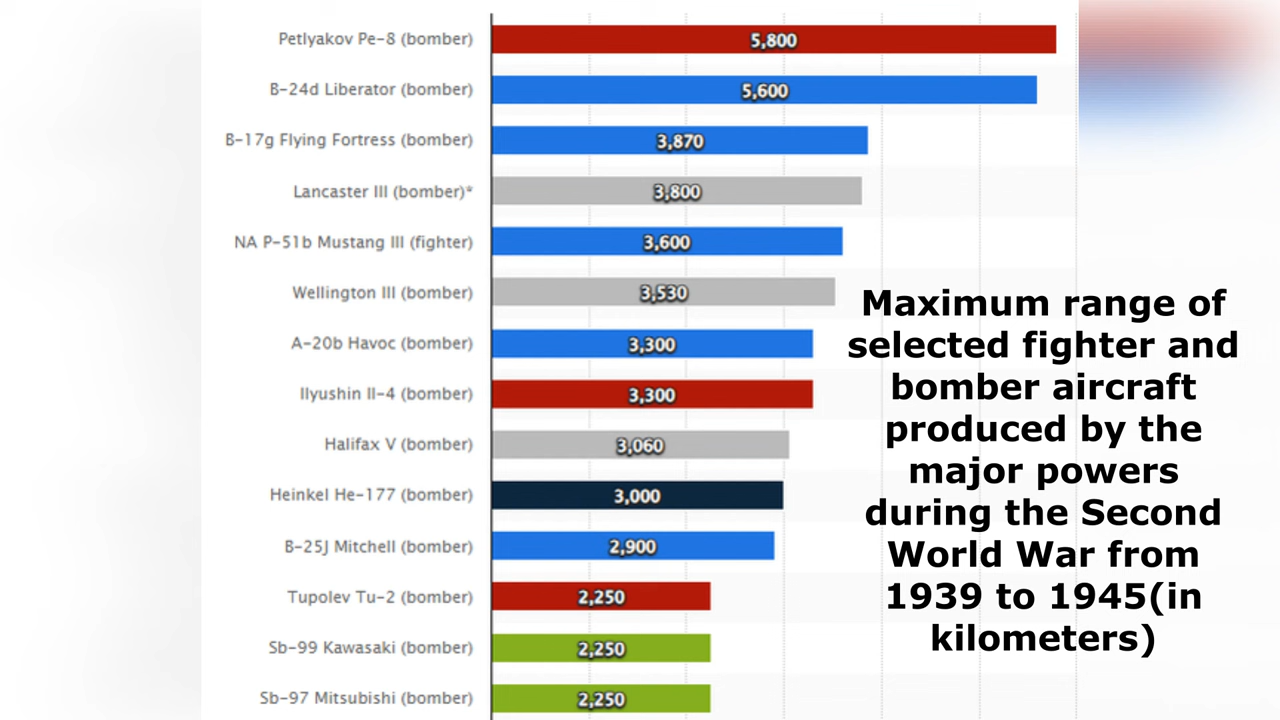 Petlyakov Pe-8 (bomber) 5,800
B-24d Liberator (bomber) 5,600
B-17g Flying Fortress (bomber) 3,870
Lancaster III (bomber)* 3,800
NA P-51b Mustang III (fighter) 3,600
Wellington III (bomber) 3,530
A-20b Havoc (bomber) 3,300
Ilyushin Il-4 (bomber) 3,300
Halifax V (bomber) 3,060
Heinkel He-177 (bomber) 3,000
B-25J Mitchell (bomber) 2,900
Tupolev Tu-2 (bomber) 2,250
Sb-99 Kawasaki (bomber) 2,250
Sb-97 Mitsubishi (bomber) 2,250
Maximum range of
selected fighter and
bomber aircraft
produced by the
major powers
during the Second
World War from
1939 to 1945(in
kilometers)